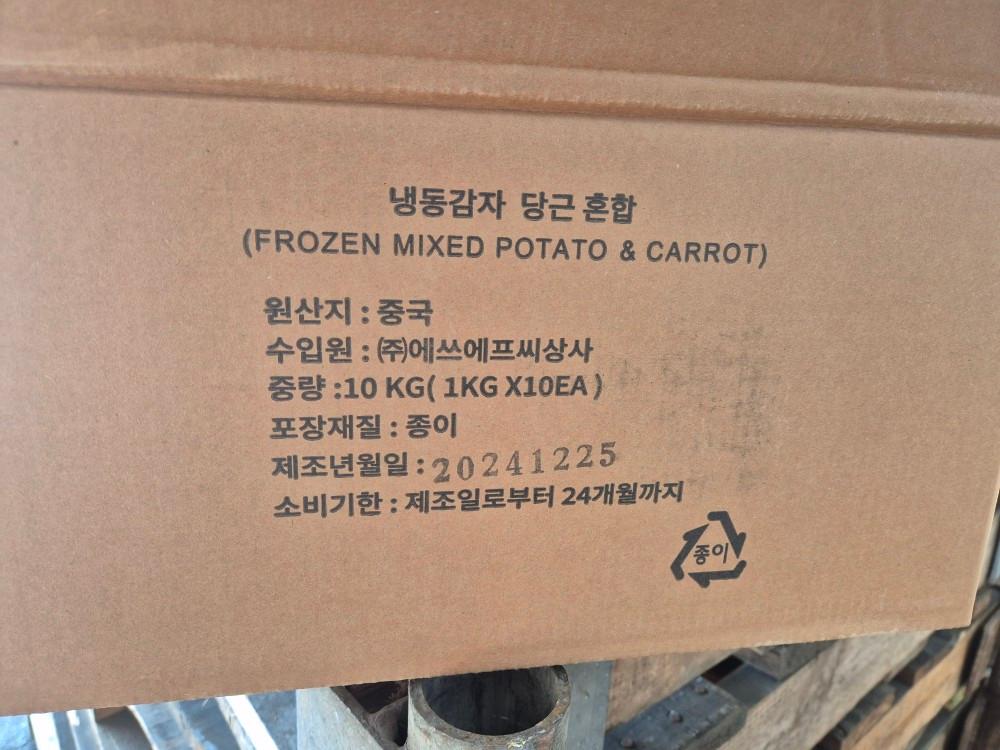 냉동감자 당근 혼합
(FROZEN MIXED POTATO & CARROT)
원산지 : 중국
수입원 : ㈜에쓰에프씨상사
중량 :10 KG( 1KG X10EA )
포장재질 : 종이
제조년월일 : 20241225
소비기한 : 제조일로부터 24개월까지
종이